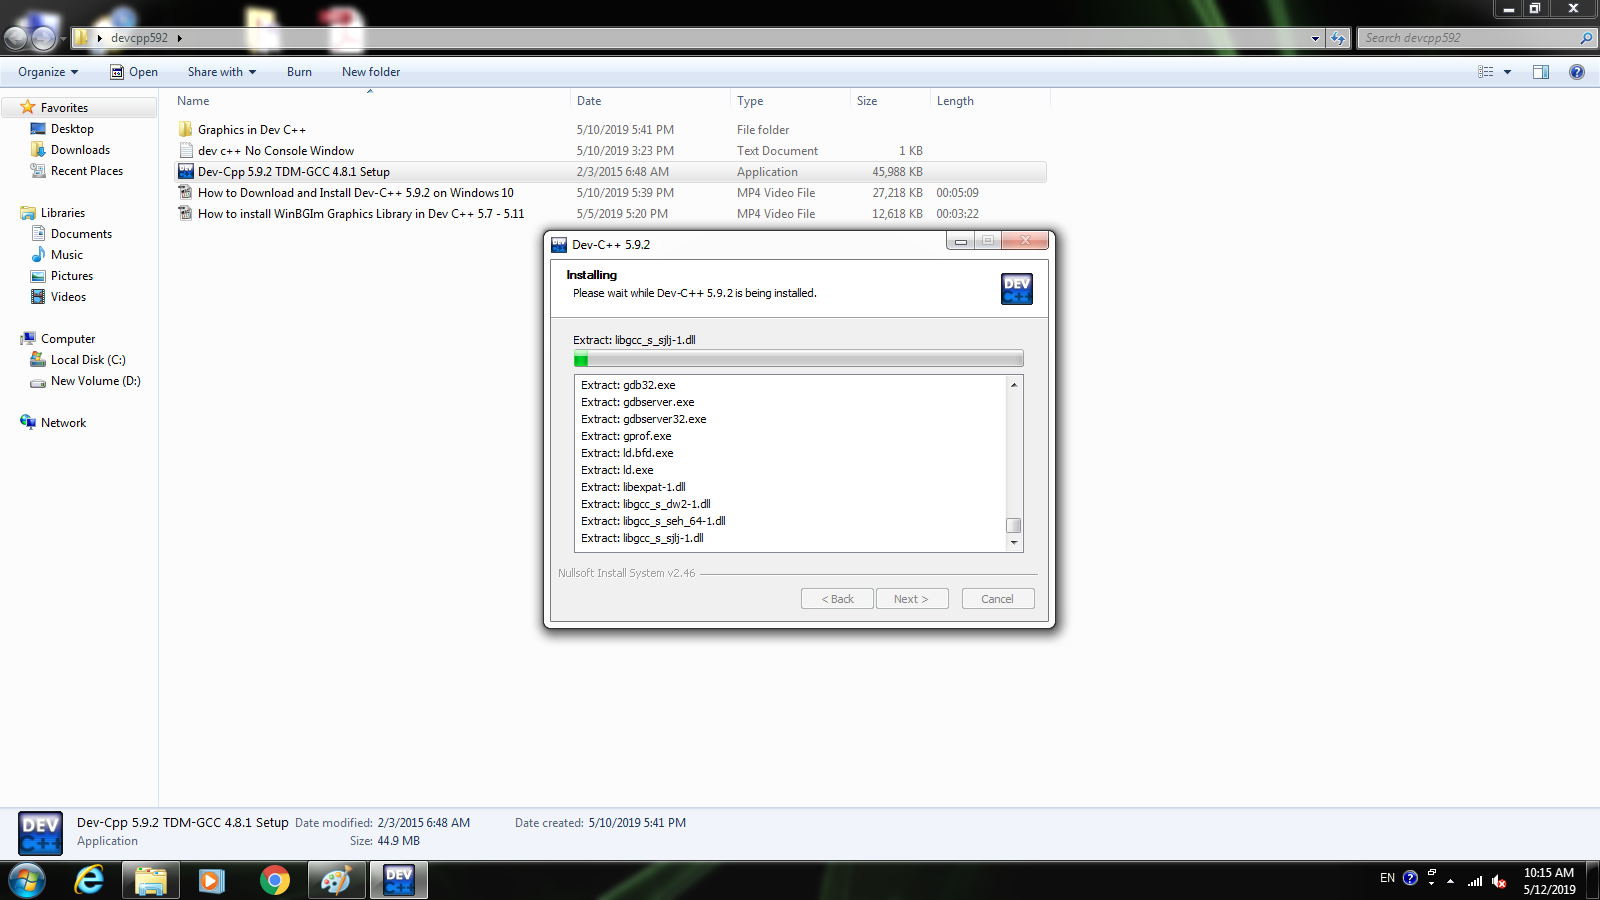 devcpp592
Search devcpp592
Organize
Open
Share with
Burn
New folder
Name
Date
Type
Size
Length
Favorites
Desktop
Downloads
Recent Places
Libraries
Documents
Music
Pictures
Videos
Computer
Local Disk (C:)
New Volume (D:)
Network
Graphics in Dev C++ 5/10/2019 5:41 PM File folder
dev c++ No Console Window 5/10/2019 3:23 PM Text Document 1 KB
Dev-Cpp 5.9.2 TDM-GCC 4.8.1 Setup 2/3/2015 6:48 AM Application 45,988 KB
How to Download and Install Dev-C++ 5.9.2 on Windows 10 5/10/2019 5:39 PM MP4 Video File 27,218 KB 00:05:09
How to install WinBGIm Graphics Library in Dev C++ 5.7 - 5.11 5/5/2019 5:20 PM MP4 Video File 12,618 KB 00:03:22
DEV
Dev-C++ 5.9.2
Installing
Please wait while Dev-C++ 5.9.2 is being installed.
DEV
C++
Extract: libgcc_s_sjlj-1.dll
Extract: gdb32.exe
Extract: gdbserver.exe
Extract: gdbserver32.exe
Extract: gprof.exe
Extract: ld.bfd.exe
Extract: ld.exe
Extract: libexpat-1.dll
Extract: libgcc_s_dw2-1.dll
Extract: libgcc_s_seh_64-1.dll
Extract: libgcc_s_sjlj-1.dll
Nullsoft Install System v2.46
< Back
Next >
Cancel
DEV
C++
Dev-Cpp 5.9.2 TDM-GCC 4.8.1 Setup Date modified: 2/3/2015 6:48 AM Date created: 5/10/2019 5:41 PM
Application Size: 44.9 MB
DEV
C++
EN
10:15 AM
5/12/2019